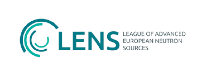 LENS
LEAGUE OF ADVANCED
EUROPEAN NEUTRON
SOURCES